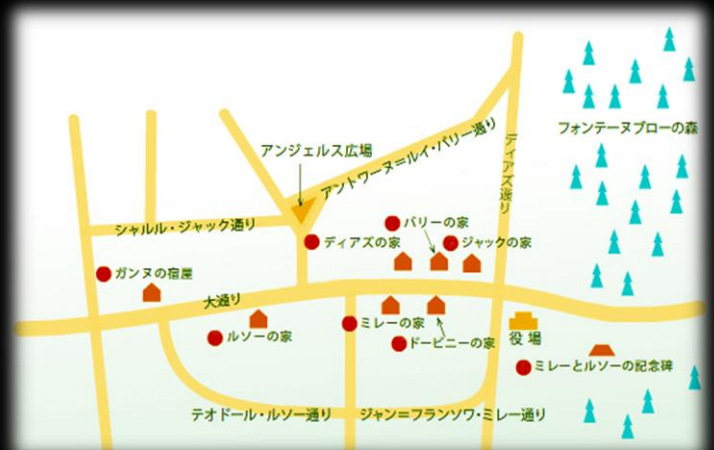 フォンテーヌブローの森
アンジェルス広場
アントワーヌ=ルイ・バリー通り
ディアズ通り
シャルル・ジャック通り
バリーの家
ディアズの家
ジャックの家
ガンヌの宿屋
大通り
ルソーの家
ミレーの家
ドービニーの家
役場
ミレーとルソーの記念碑
テオドール・ルソー通り
ジャン=フランソワ・ミレー通り